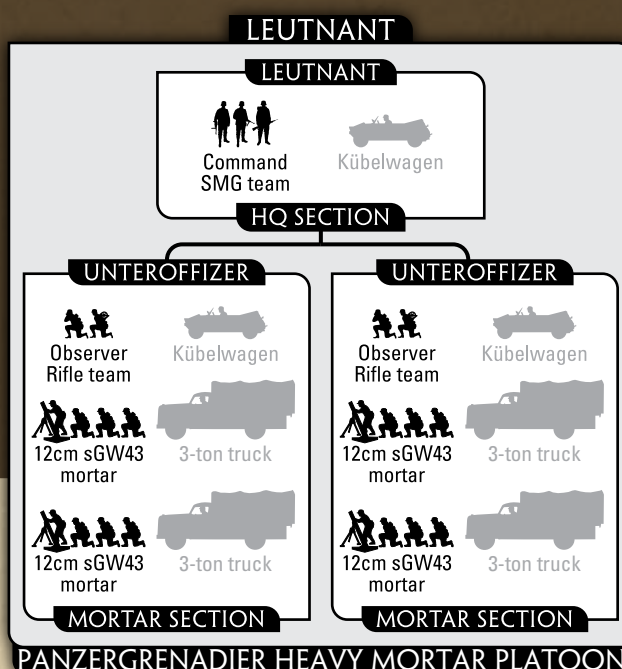 LEUTNANT
LEUTNANT
Command
SMG team
Kübelwagen
HQ SECTION
UNTEROFFIZER
Observer
Rifle team
Kübelwagen
12cm sGW43
mortar
3-ton truck
12cm sGW43
mortar
3-ton truck
MORTAR SECTION
UNTEROFFIZER
Observer
Rifle team
Kübelwagen
12cm sGW43
mortar
3-ton truck
12cm sGW43
mortar
3-ton truck
MORTAR SECTION
PANZERGRENADIER HEAVY MORTAR PLATOON